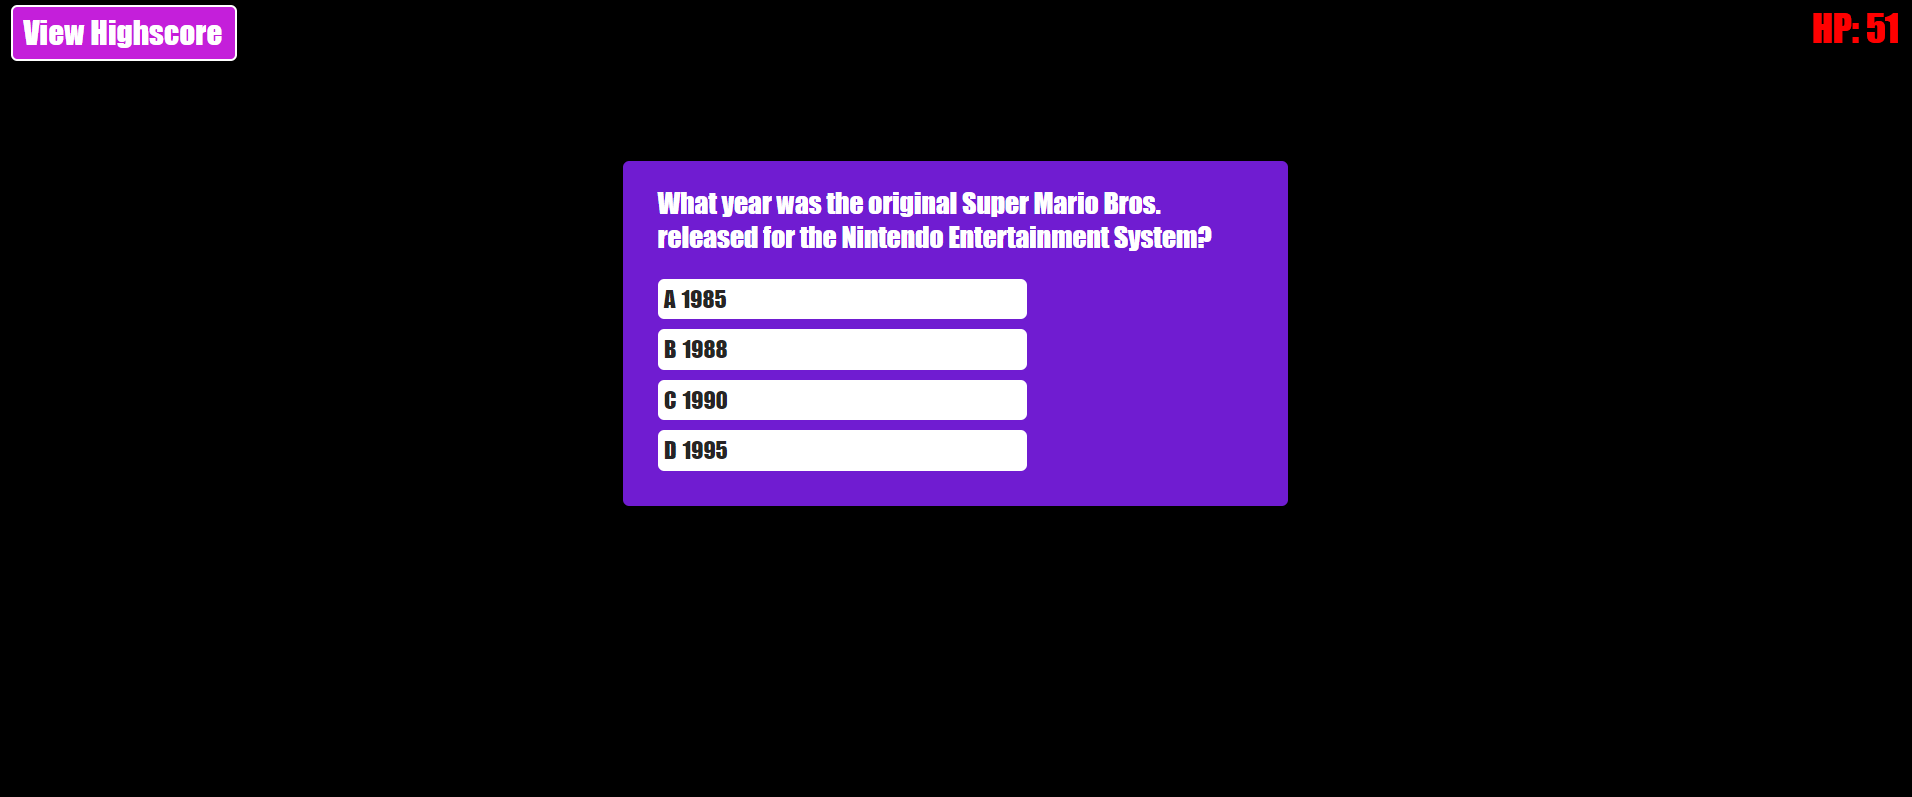 View Highscore
HP: 51
What year was the original Super Mario Bros.
released for the Nintendo Entertainment System?
A 1985
B 1988
C 1990
D 1995